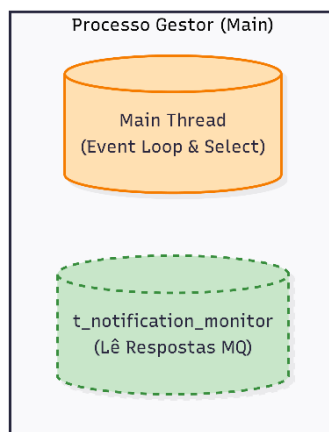 Processo Gestor (Main)
Main Thread
(Event Loop & Select)
t_notification_monitor
(Lê Respostas MQ)